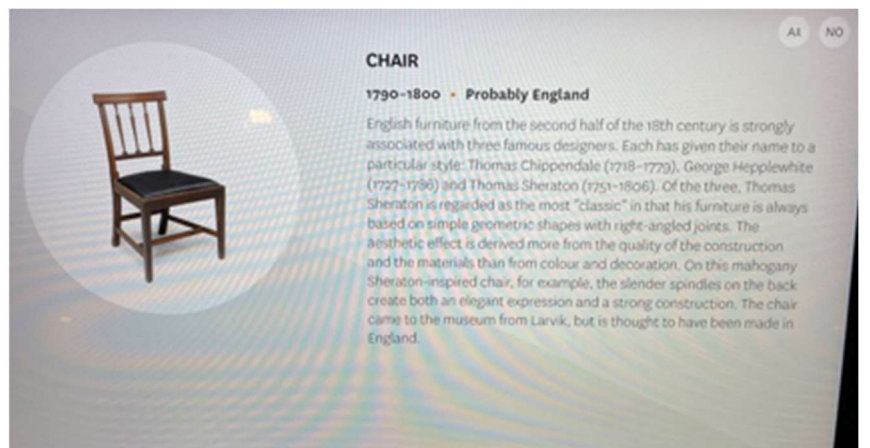 Aá NO
CHAIR
1790-1800 • Probably England
English furniture from the second half of the 18th century is strongly
associated with three famous designers. Each has given their name to a
particular style: Thomas Chippendale (1718-1779), George Hepplewhite
(1727-1786) and Thomas Sheraton (1751-1806). Of the three, Thomas
Sheraton is regarded as the most "classic" in that his furniture is always
based on simple geometric shapes with right-angled joints. The
aesthetic effect is derived more from the quality of the construction
and the materials than from colour and decoration. On this mahogany
Sheraton-inspired chair, for example, the slender spindles on the back
create both an elegant expression and a strong construction. The chair
came to the museum from Larvik, but is thought to have been made in
England.